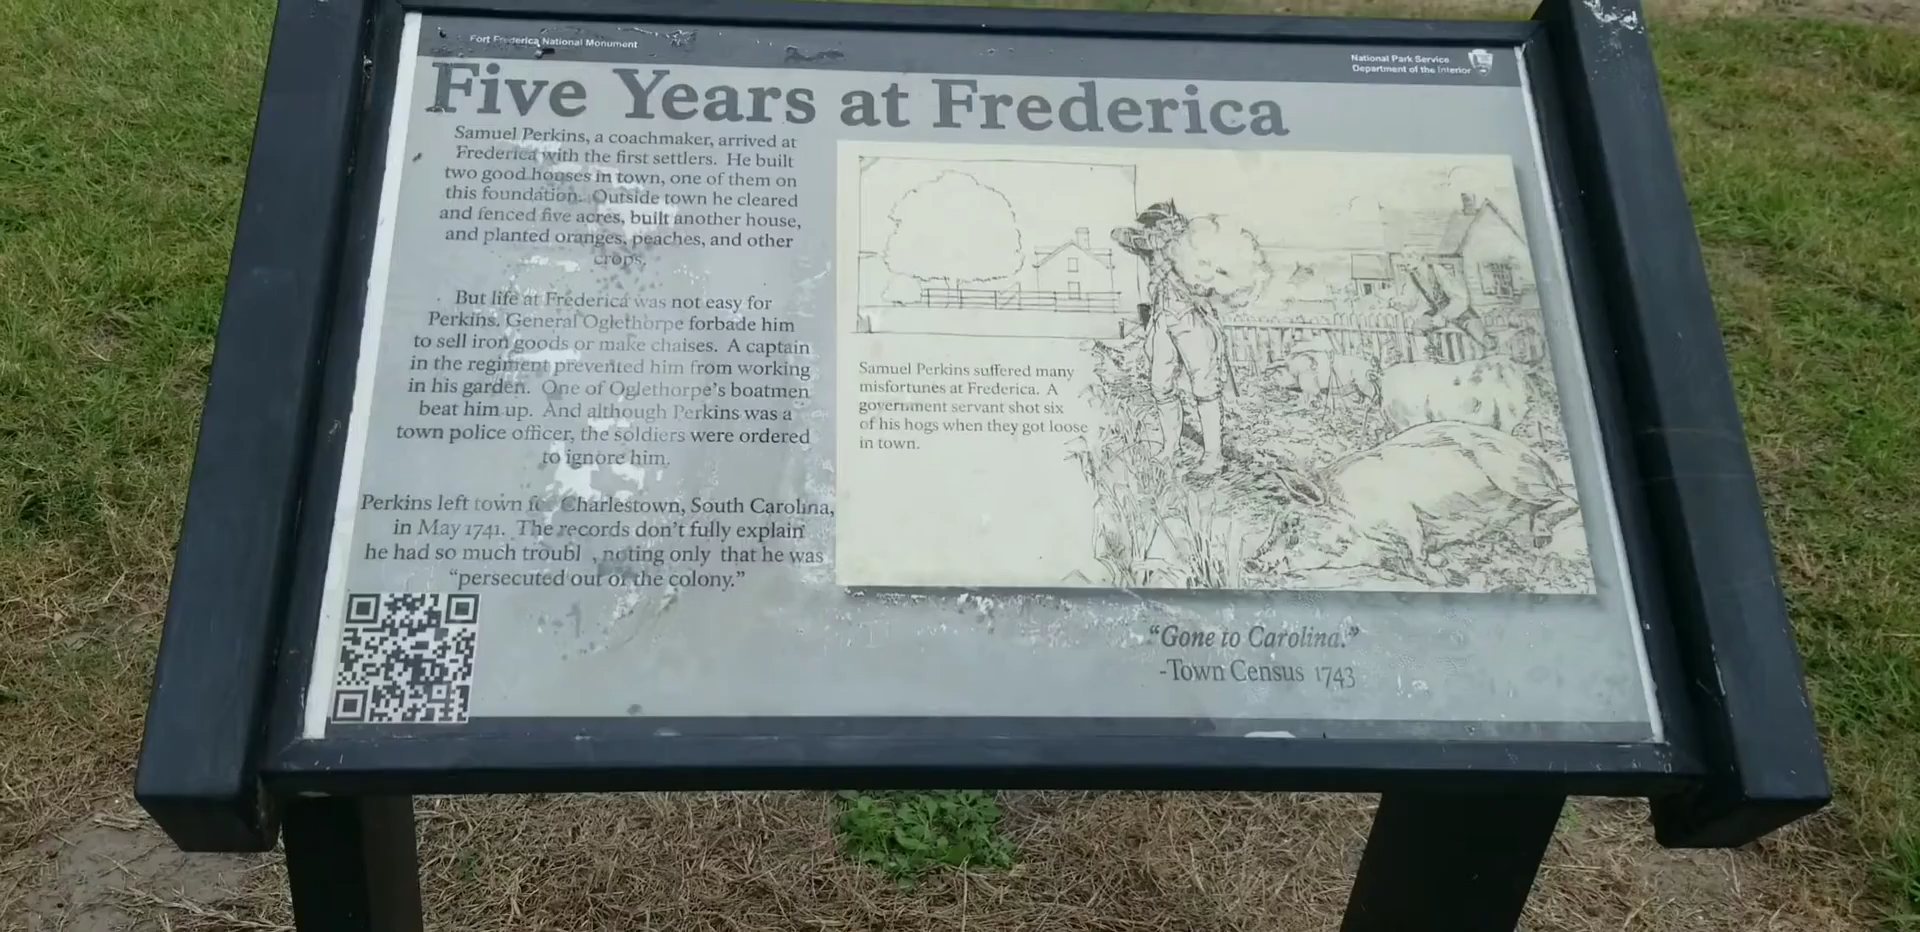 Fort Frederica National Monument
National Park Service
Department of the Interior
Five Years at Frederica
Samuel Perkins, a coachmaker, arrived at
Frederica with the first settlers. He built
two good houses in town, one of them on
this foundation. Outside town he cleared
and fenced five acres, built another house,
and planted oranges, peaches, and other
crops.
But life at Frederica was not easy for
Perkins. General Oglethorpe forbade him
to sell iron goods or make chaises. A captain
in the regiment prevented him from working
in his garden. One of Oglethorpe's boatmen
beat him up. And although Perkins was a
town police officer, the soldiers were ordered
to ignore him.
Perkins left town for Charlestown, South Carolina,
in May 1741. The records don't fully explain
he had so much troubl , noting only that he was
"persecuted out of the colony."
Samuel Perkins suffered many
misfortunes at Frederica. A
government servant shot six
of his hogs when they got loose
in town.
"Gone to Carolina."
-Town Census 1743